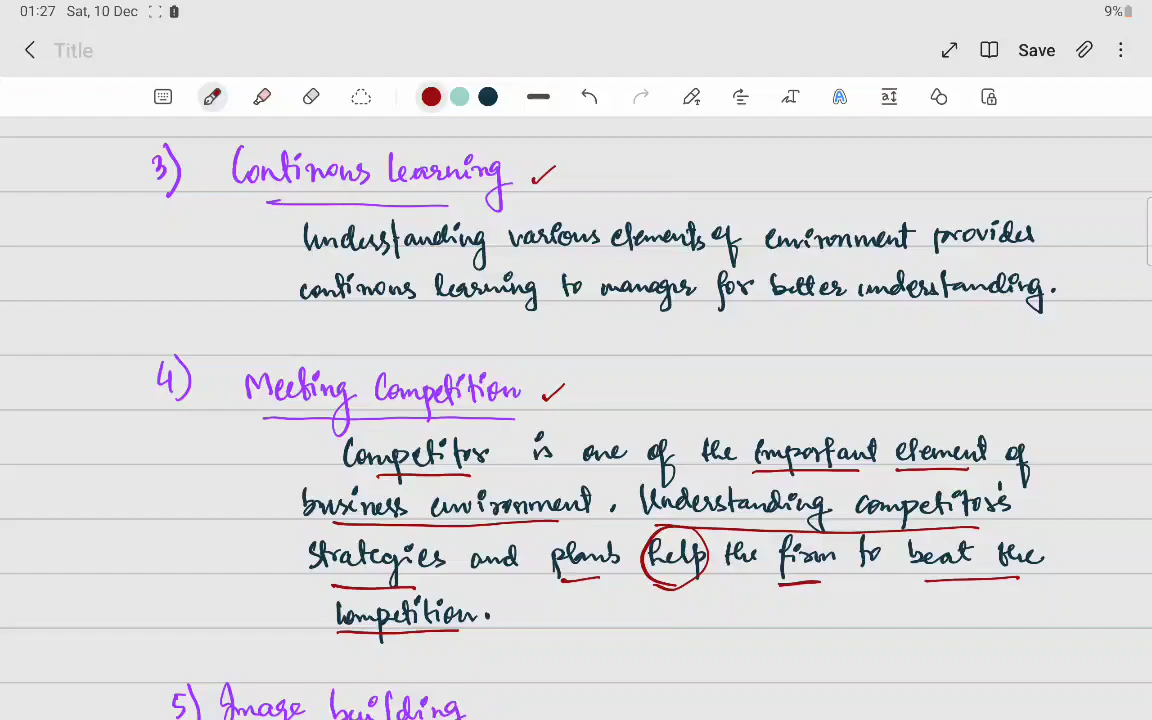 01:27 Sat, 10 Dec
9%
Title
Save
3) Continous learning
Understanding various elements of environment provides
continous learning to manager for better understanding.
4) Meeting Competition
Competitor is one of the important element of
business environment. Understanding competitor's
strategies and plans help the firm to beat the
competition.
5) Image building